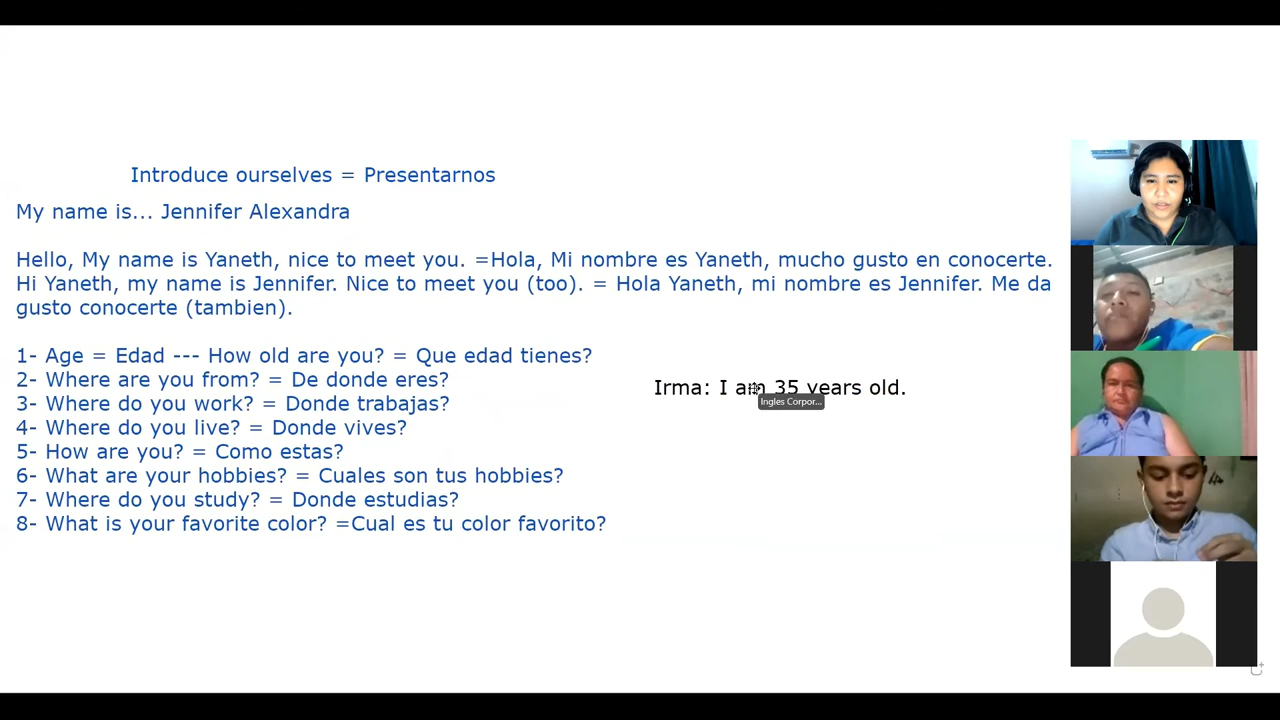 Introduce ourselves = Presentarnos
My name is... Jennifer Alexandra
Hello, My name is Yaneth, nice to meet you. =Hola, Mi nombre es Yaneth, mucho gusto en conocerte.
Hi Yaneth, my name is Jennifer. Nice to meet you (too). = Hola Yaneth, mi nombre es Jennifer. Me da
gusto conocerte (tambien).
1- Age = Edad --- How old are you? = Que edad tienes?
2- Where are you from? = De donde eres?
3- Where do you work? = Donde trabajas?
4- Where do you live? = Donde vives?
5- How are you? = Como estas?
6- What are your hobbies? = Cuales son tus hobbies?
7- Where do you study? = Donde estudias?
8- What is your favorite color? =Cual es tu color favorito?
Irma: I am 35 years old.
Ingles Corpor...